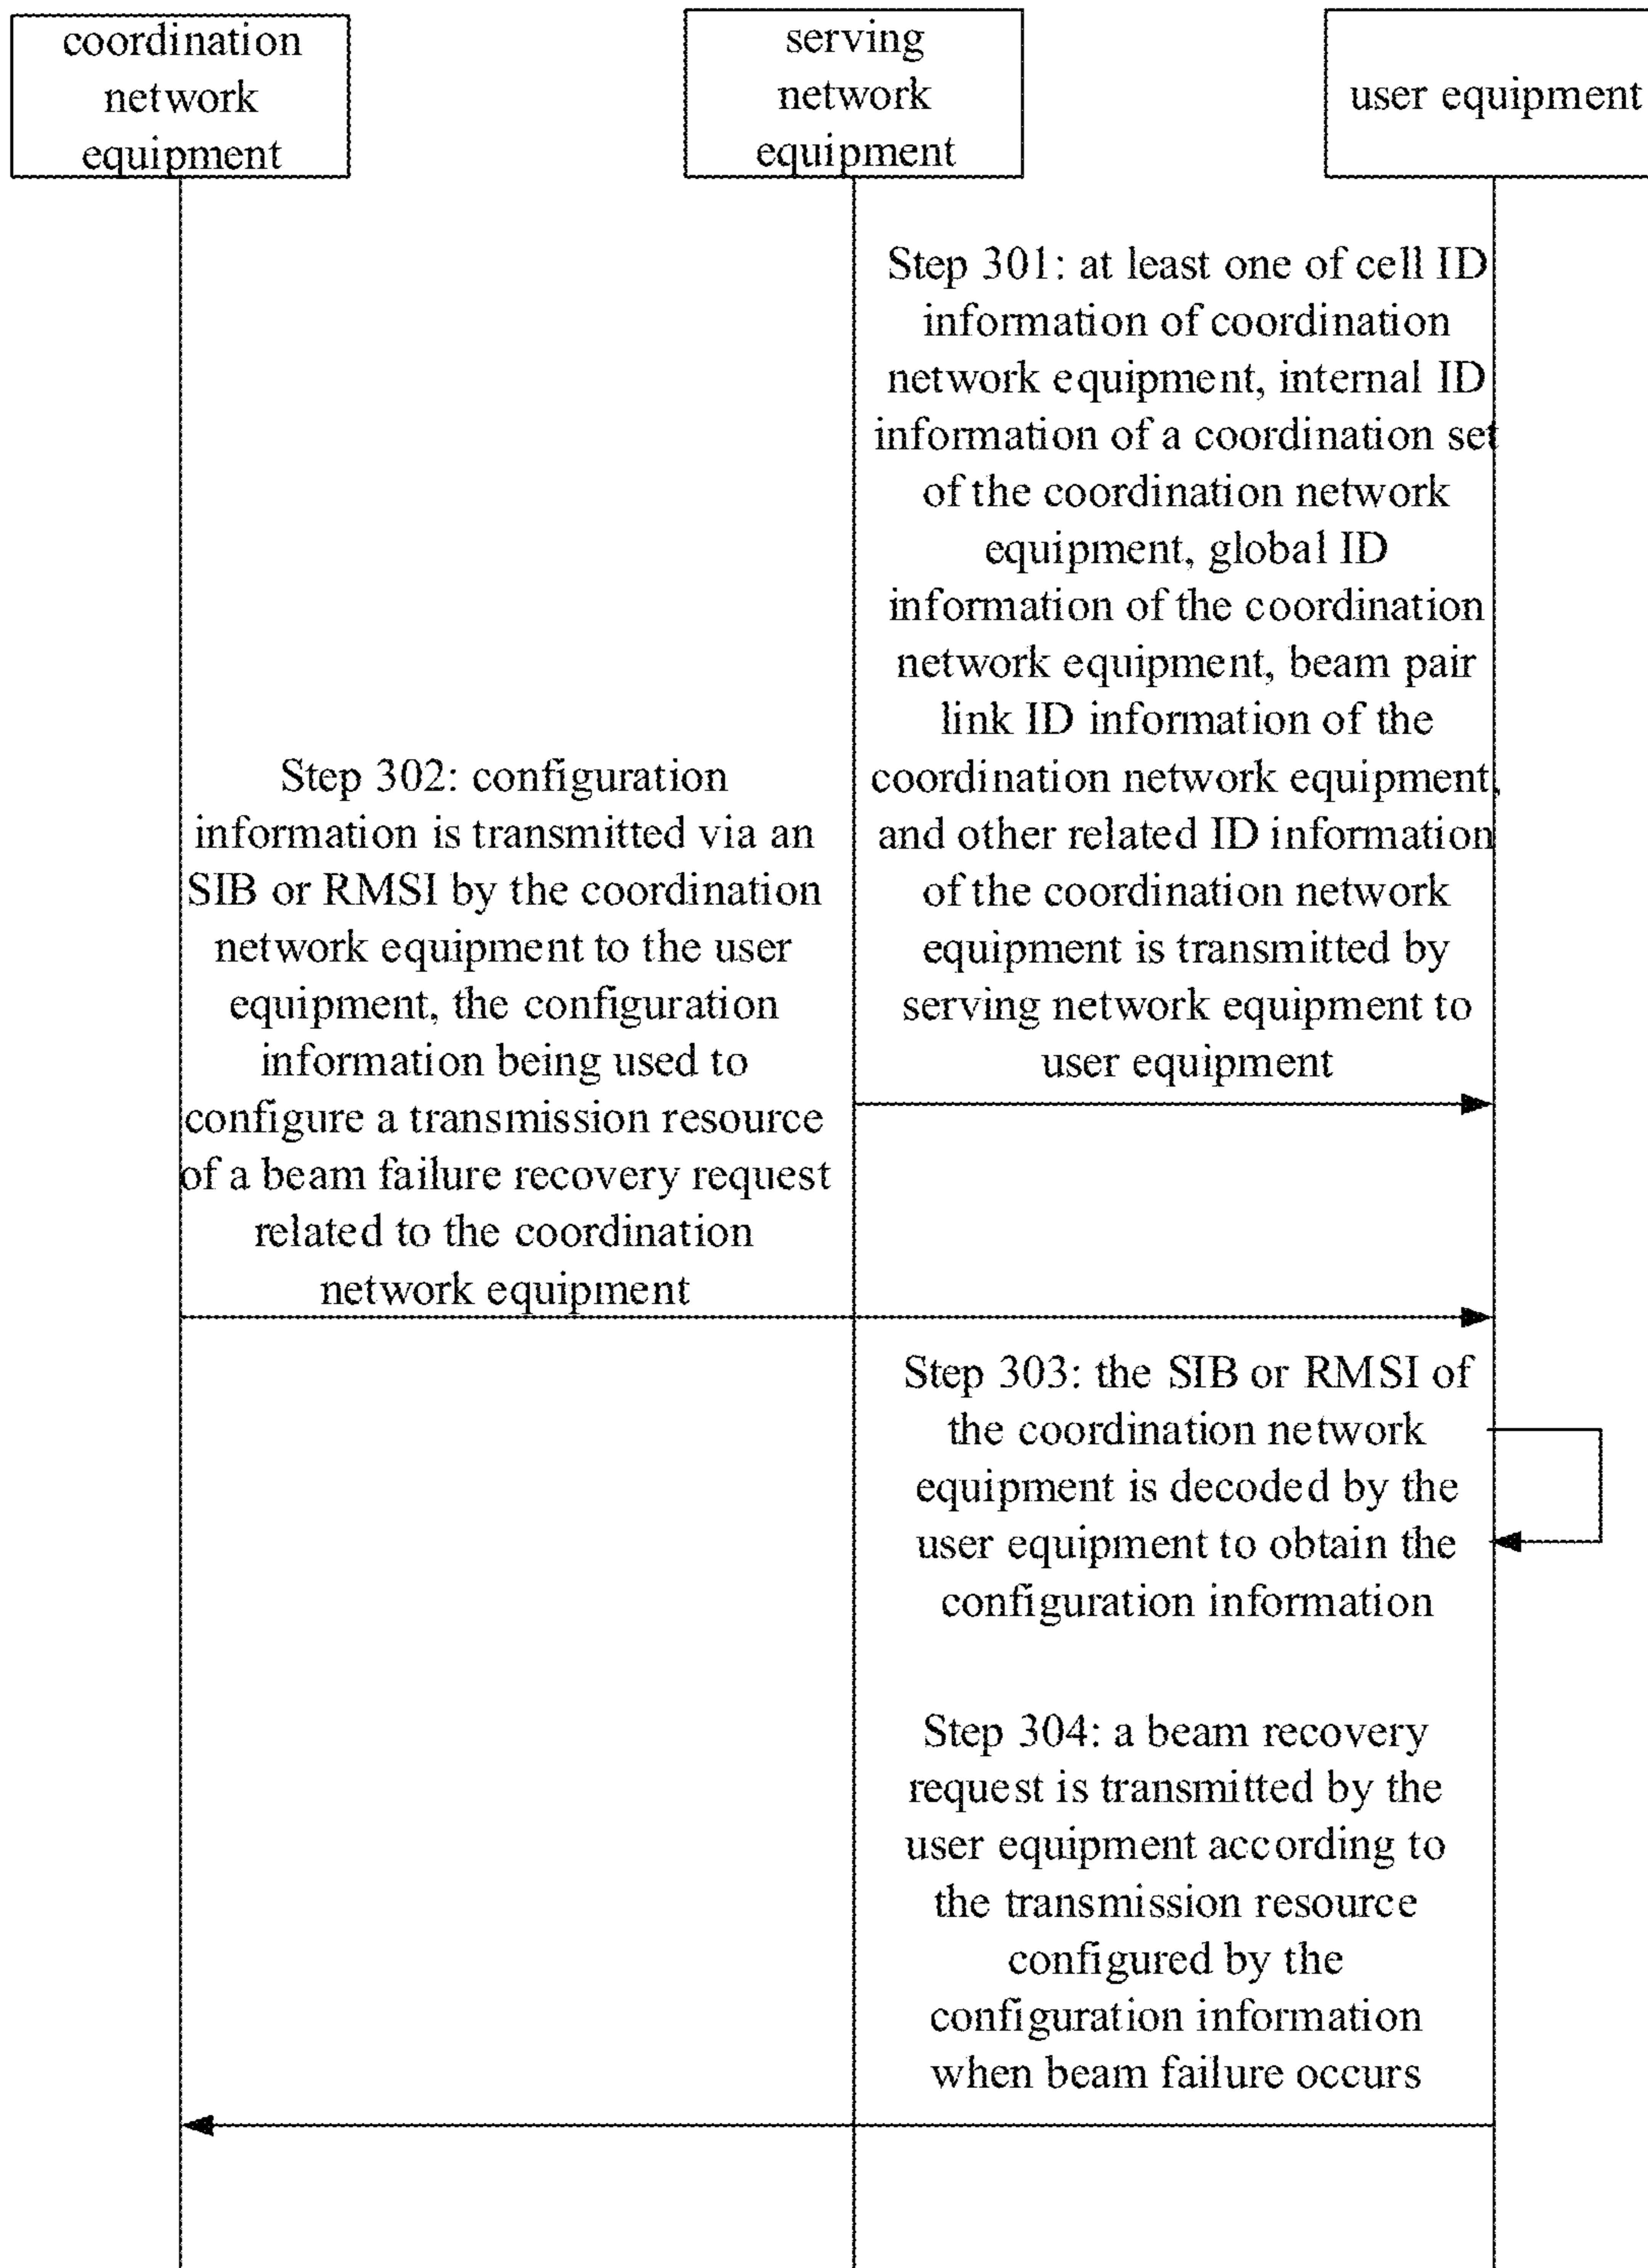 coordination
network
equipment
serving
network
equipment
user equipment
Step 301: at least one of cell ID
information of coordination
network equipment, internal ID
information of a coordination set
of the coordination network
equipment, global ID
information of the coordination
network equipment, beam pair
link ID information of the
coordination network equipment,
and other related ID information
of the coordination network
equipment is transmitted by
serving network equipment to
user equipment
Step 302: configuration
information is transmitted via an
SIB or RMSI by the coordination
network equipment to the user
equipment, the configuration
information being used to
configure a transmission resource
of a beam failure recovery request
related to the coordination
network equipment
Step 303: the SIB or RMSI of
the coordination network
equipment is decoded by the
user equipment to obtain the
configuration information
Step 304: a beam recovery
request is transmitted by the
user equipment according to
the transmission resource
configured by the
configuration information
when beam failure occurs